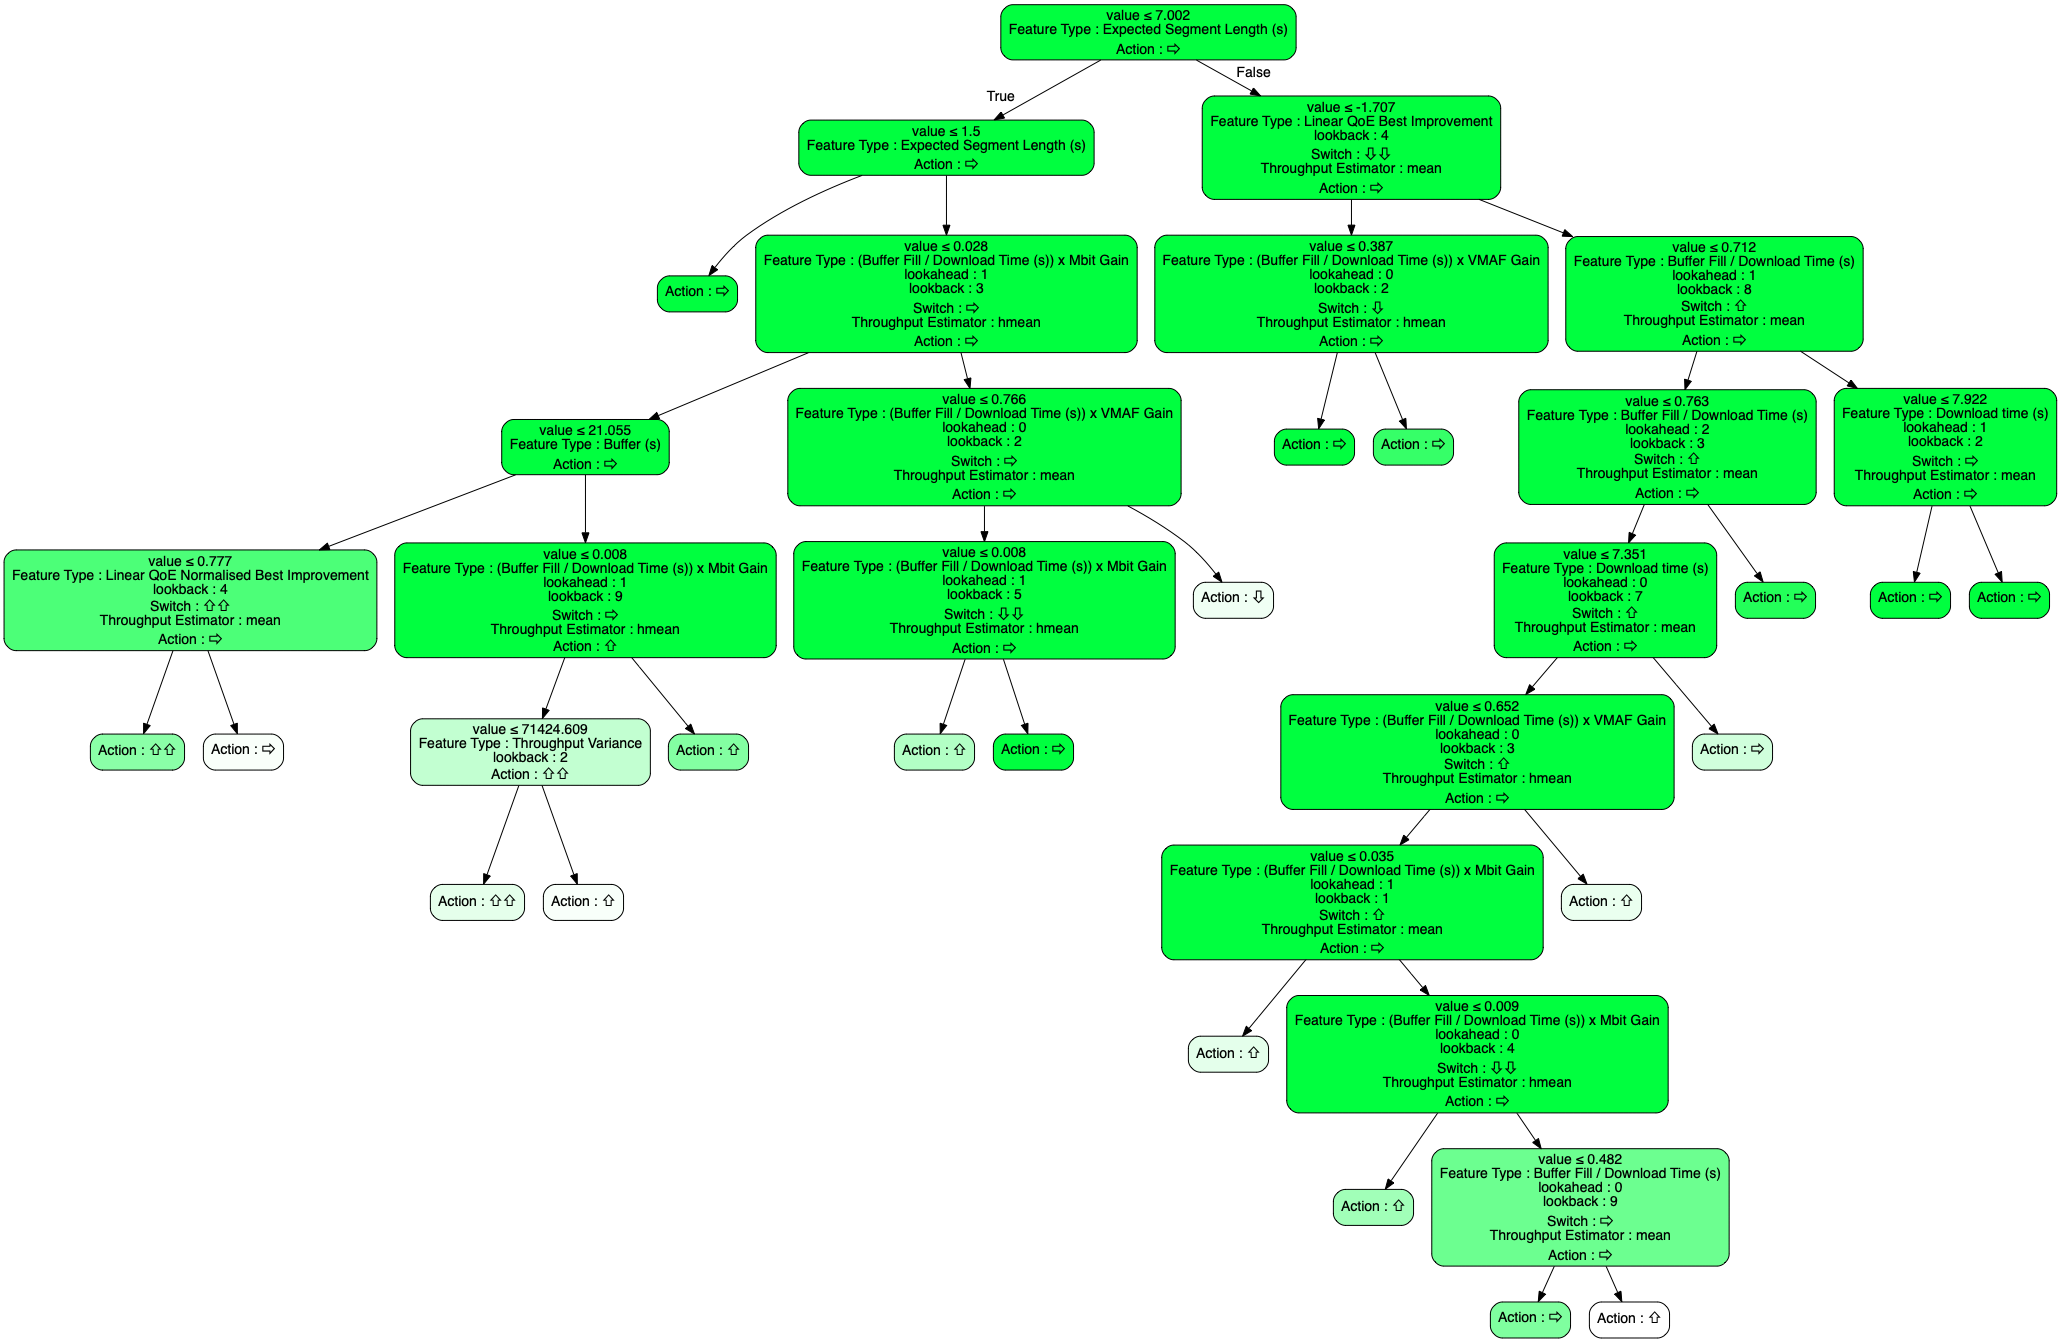 value ≤ 7.002
Feature Type : Expected Segment Length (s)
Action : ⇨
True
False
value ≤ 1.5
Feature Type : Expected Segment Length (s)
Action : ⇨
value ≤ -1.707
Feature Type : Linear QoE Best Improvement
lookback : 4
Switch : ⇩⇩
Throughput Estimator : mean
Action : ⇨
Action : ⇨
value ≤ 0.028
Feature Type : (Buffer Fill / Download Time (s)) x Mbit Gain
lookahead : 1
lookback : 3
Switch : ⇨
Throughput Estimator : hmean
Action : ⇨
value ≤ 0.387
Feature Type : (Buffer Fill / Download Time (s)) x VMAF Gain
lookahead : 0
lookback : 2
Switch : ⇩
Throughput Estimator : hmean
Action : ⇨
value ≤ 0.712
Feature Type : Buffer Fill / Download Time (s)
lookahead : 1
lookback : 8
Switch : ⇧
Throughput Estimator : mean
Action : ⇨
value ≤ 21.055
Feature Type : Buffer (s)
Action : ⇨
value ≤ 0.766
Feature Type : (Buffer Fill / Download Time (s)) x VMAF Gain
lookahead : 0
lookback : 2
Switch : ⇨
Throughput Estimator : mean
Action : ⇨
Action : ⇨
Action : ⇨
value ≤ 0.763
Feature Type : Buffer Fill / Download Time (s)
lookahead : 2
lookback : 3
Switch : ⇧
Throughput Estimator : mean
Action : ⇨
value ≤ 7.922
Feature Type : Download time (s)
lookahead : 1
lookback : 2
Switch : ⇨
Throughput Estimator : mean
Action : ⇨
value ≤ 0.777
Feature Type : Linear QoE Normalised Best Improvement
lookback : 4
Switch : ⇧⇧
Throughput Estimator : mean
Action : ⇨
value ≤ 0.008
Feature Type : (Buffer Fill / Download Time (s)) x Mbit Gain
lookahead : 1
lookback : 9
Switch : ⇨
Throughput Estimator : hmean
Action : ⇧
value ≤ 0.008
Feature Type : (Buffer Fill / Download Time (s)) x Mbit Gain
lookahead : 1
lookback : 5
Switch : ⇩⇩
Throughput Estimator : hmean
Action : ⇨
Action : ⇩
value ≤ 7.351
Feature Type : Download time (s)
lookahead : 0
lookback : 7
Switch : ⇧
Throughput Estimator : mean
Action : ⇨
Action : ⇨
Action : ⇨
Action : ⇨
Action : ⇧⇧
Action : ⇨
value ≤ 71424.609
Feature Type : Throughput Variance
lookback : 2
Action : ⇧⇧
Action : ⇧
Action : ⇧
Action : ⇨
value ≤ 0.652
Feature Type : (Buffer Fill / Download Time (s)) x VMAF Gain
lookahead : 0
lookback : 3
Switch : ⇧
Throughput Estimator : hmean
Action : ⇨
Action : ⇨
Action : ⇧⇧
Action : ⇧
value ≤ 0.035
Feature Type : (Buffer Fill / Download Time (s)) x Mbit Gain
lookahead : 1
lookback : 1
Switch : ⇧
Throughput Estimator : mean
Action : ⇨
Action : ⇧
Action : ⇧
value ≤ 0.009
Feature Type : (Buffer Fill / Download Time (s)) x Mbit Gain
lookahead : 0
lookback : 4
Switch : ⇩⇩
Throughput Estimator : hmean
Action : ⇨
Action : ⇧
value ≤ 0.482
Feature Type : Buffer Fill / Download Time (s)
lookahead : 0
lookback : 9
Switch : ⇨
Throughput Estimator : mean
Action : ⇨
Action : ⇨
Action : ⇧